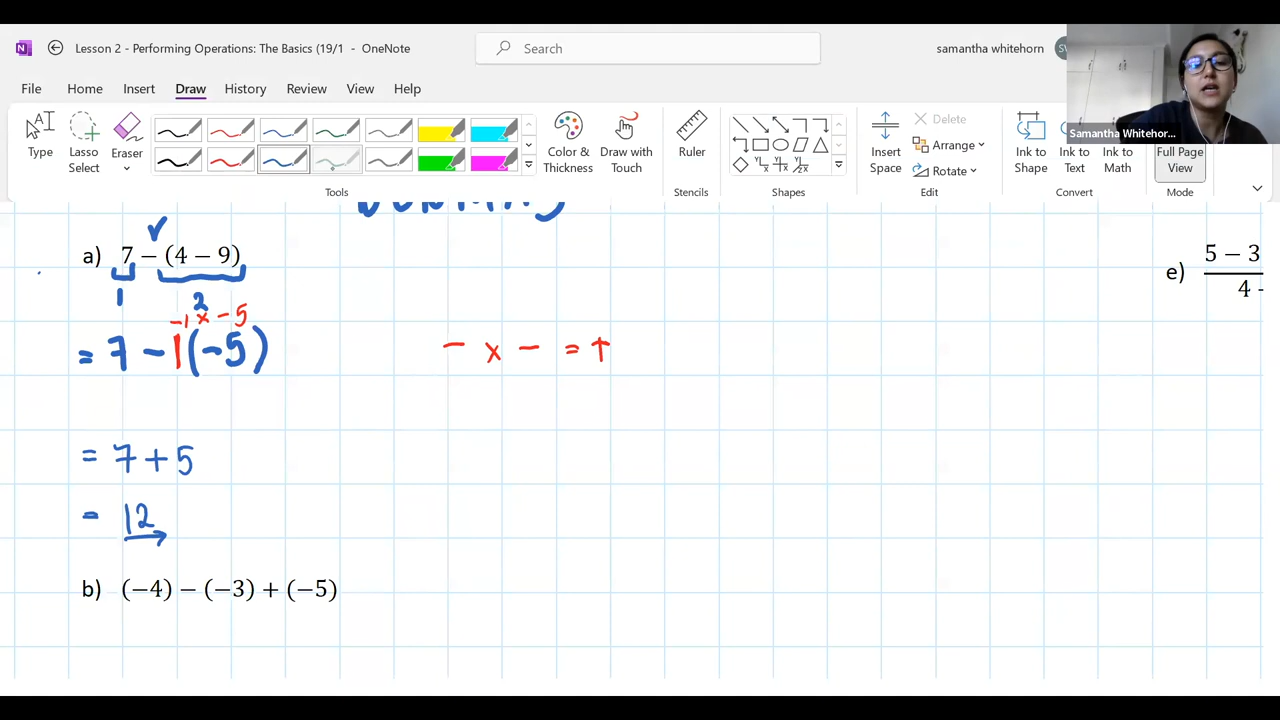 Lesson 2 - Performing Operations: The Basics (19/1 - OneNote
Search
samantha whitehorn
File Home Insert Draw History Review View Help
Type
Lasso Select
Eraser
Color & Thickness
Draw with Touch
Ruler
Insert Space
Delete
Arrange
Rotate
Ink to Shape
Ink to Text
Ink to Math
Full Page View
Samantha Whitehor...
Tools
Stencils
Shapes
Edit
Convert
Mode
a) 7 − (4 − 9)
1 2
-1 x -5
= 7 - 1(-5)
- x - = +
= 7 + 5
= 12
b) (−4) − (−3) + (−5)
e) 5 − 3
4 -